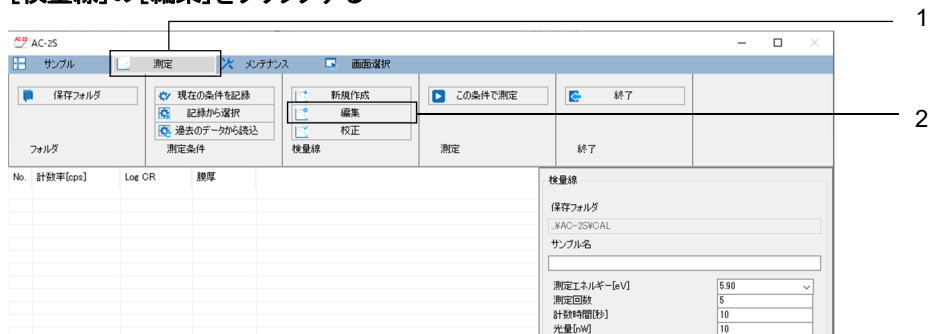 [検量線]の[編集]をクリックする
1
AC-2S
サンプル 測定 メンテナンス 画面選択
保存フォルダ 現在の条件を記録 新規作成 この条件で測定 終了
記録から選択 編集
2
過去のデータから読込 校正
フォルダ 測定条件 検量線 測定 終了
No. 計数率[cps] Log CR 膜厚
検量線
保存フォルダ
..¥AC-2S¥CAL
サンプル名
測定エネルギー[eV] 5.90
測定回数 5
計数時間[秒] 10
光量[nW] 10